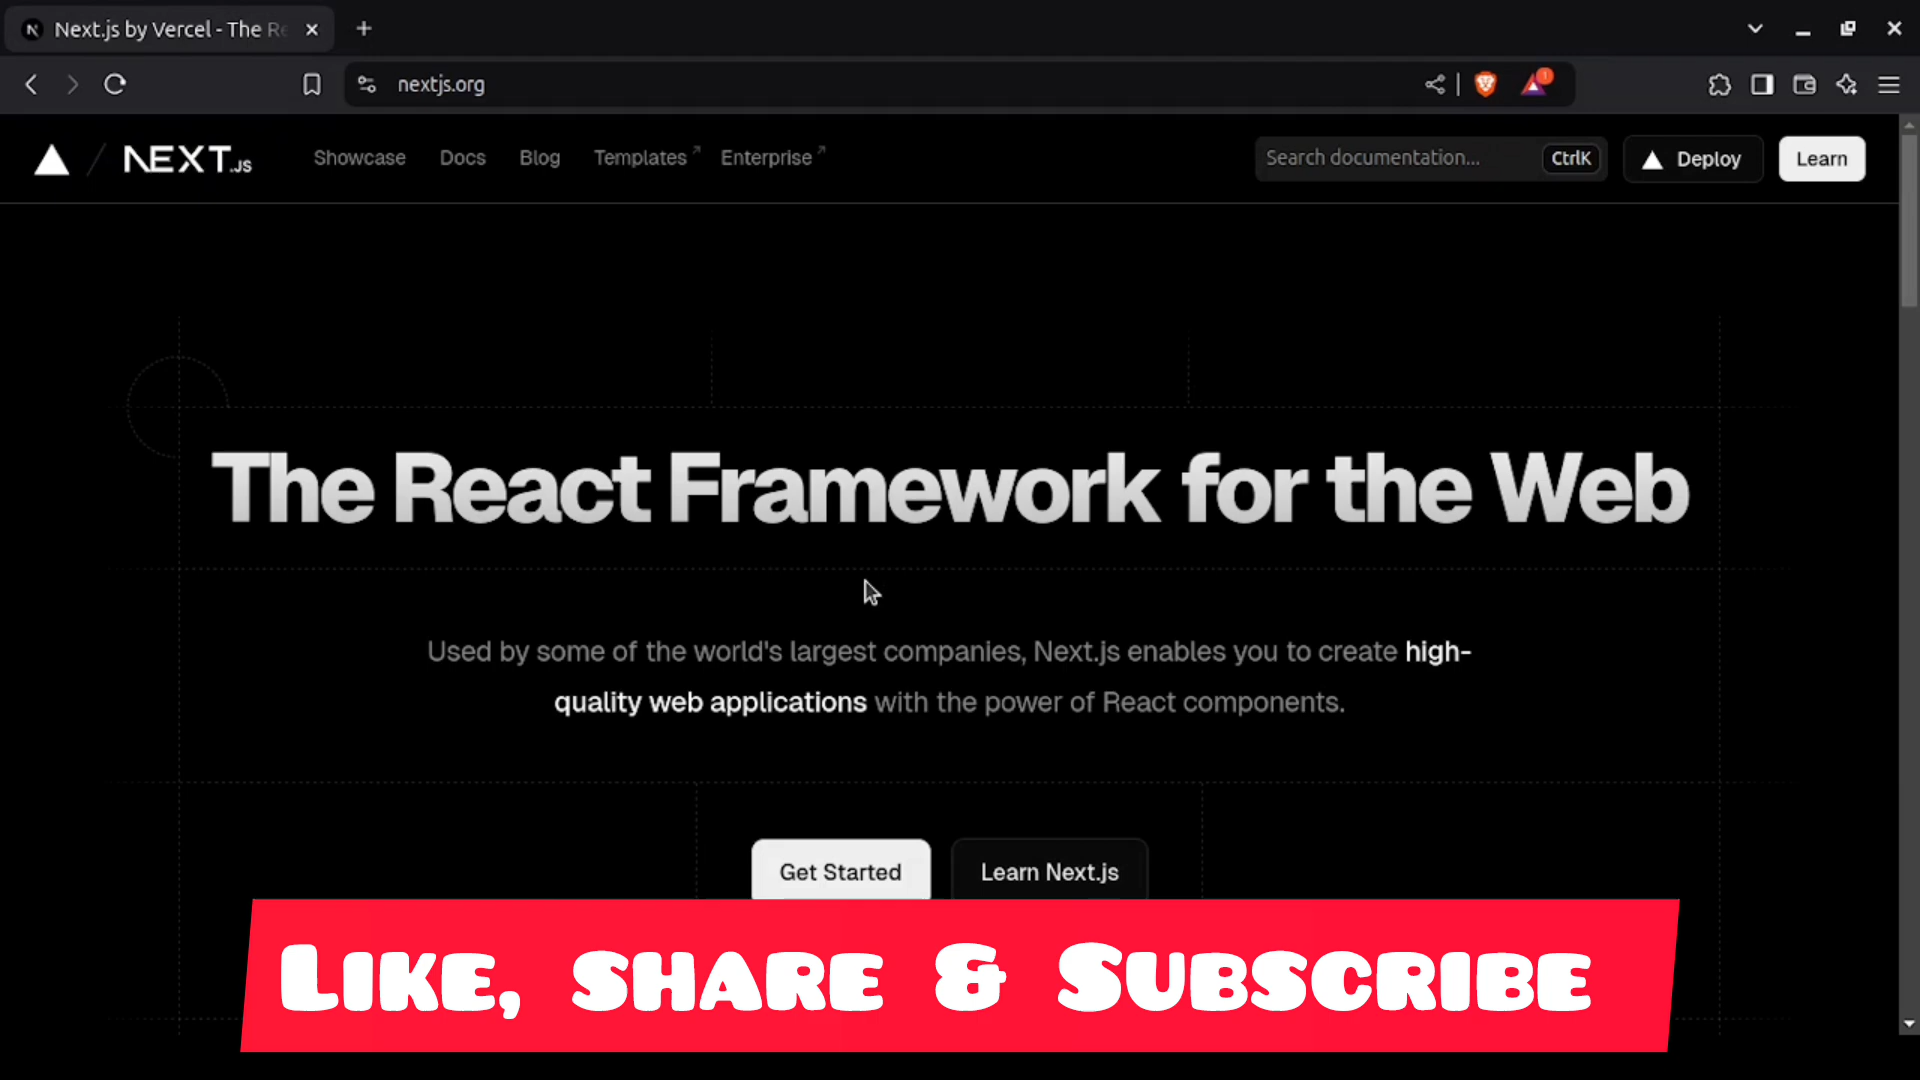 Next.js by Vercel - The Re
nextjs.org
1
NEXT.JS
Showcase
Docs
Blog
Templates
Enterprise
Search documentation...
CtrlK
Deploy
Learn
The React Framework for the Web
Used by some of the world's largest companies, Next.js enables you to create high-
quality web applications with the power of React components.
Get Started
Learn Next.js
LIKE, SHARE & SUBSCRIBE